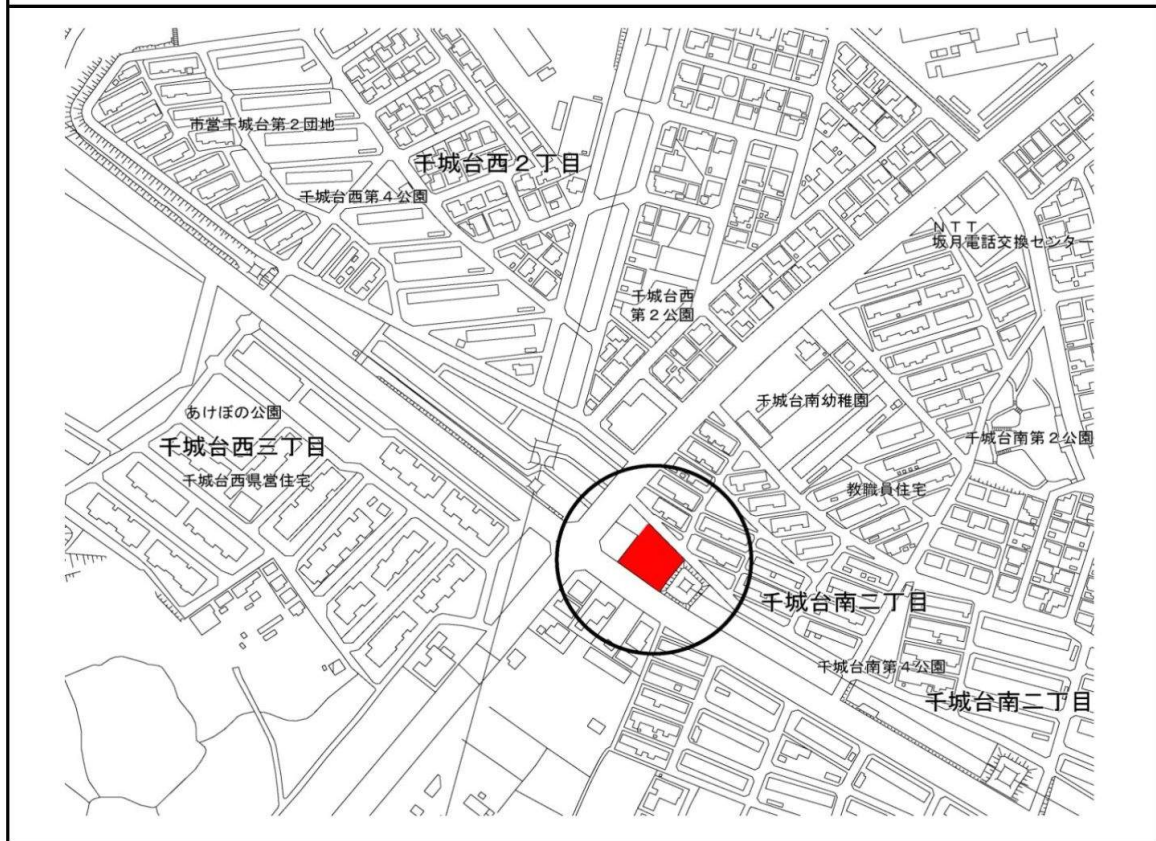 市営千城台第２団地
千城台西２丁目
千城台西第４公園
ＮＴＴ
坂月電話交換センター
千城台西
第２公園
千城台南幼稚園
あけぼの公園
千城台西三丁目
千城台南第２公園
千城台西県営住宅
教職員住宅
千城台南二丁目
千城台南第４公園
千城台南二丁目